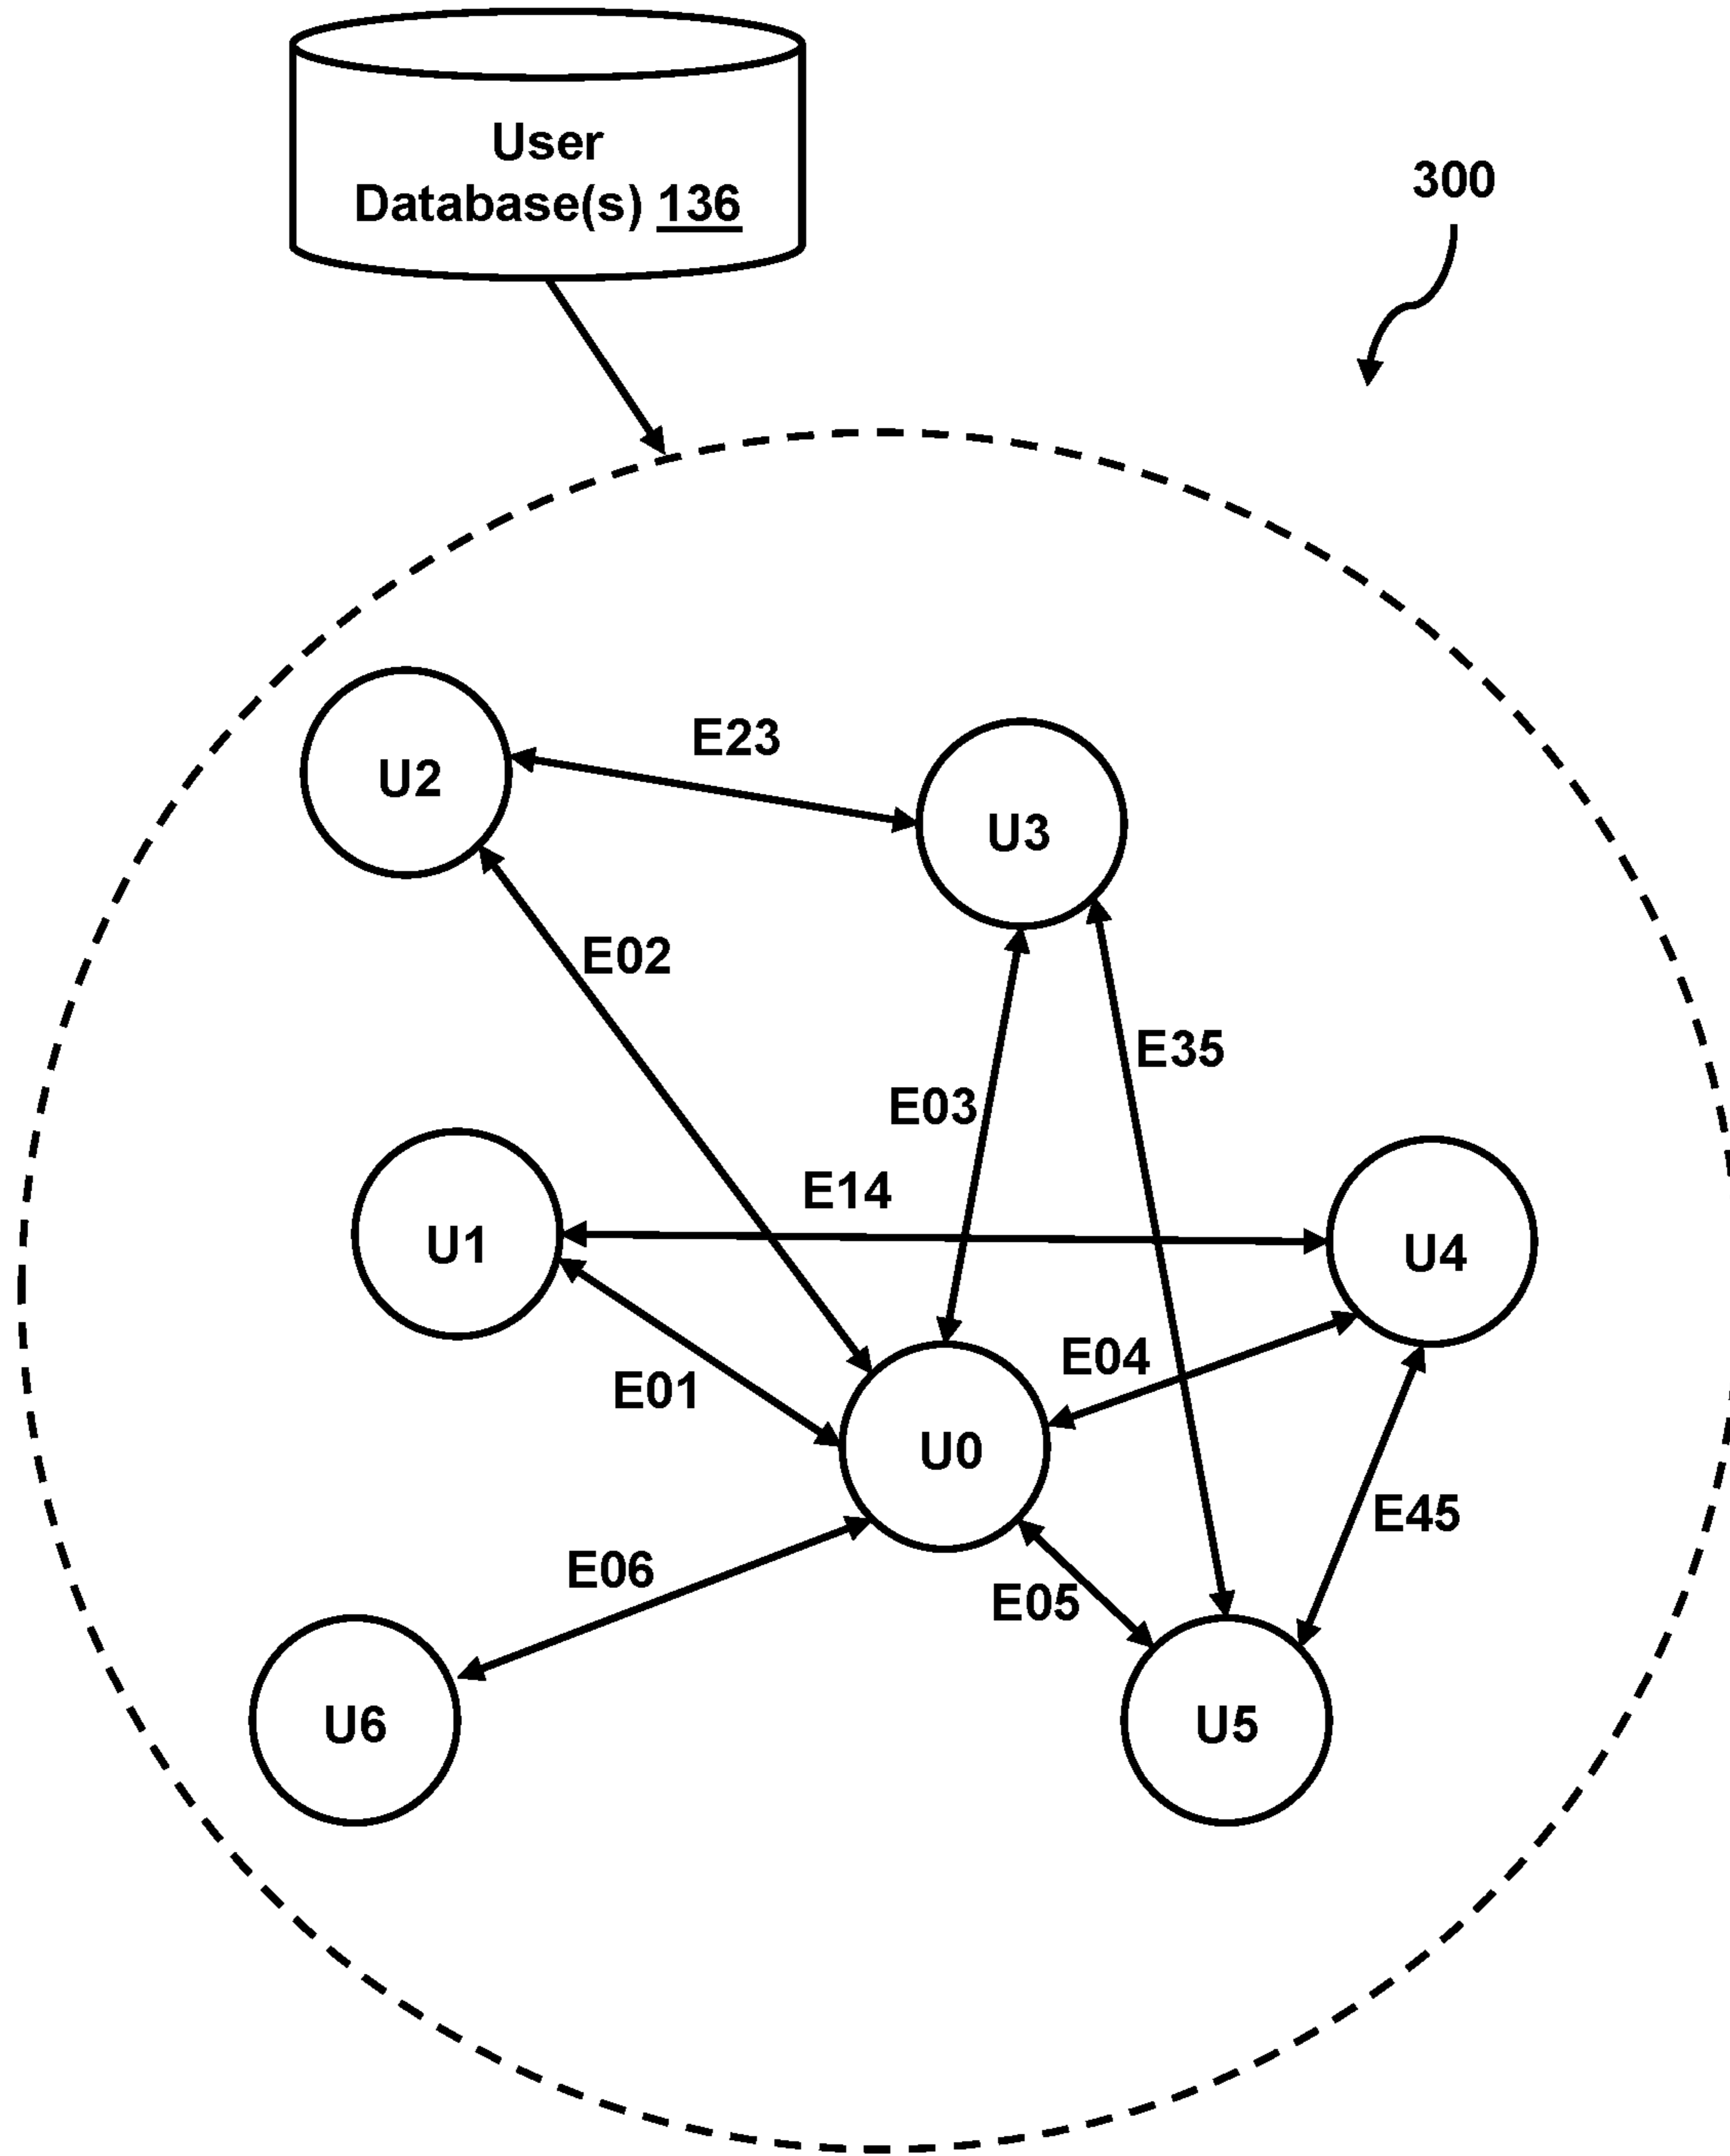 User
Database(s) 136
300
E23
U2
U3
E02
E35
E03
E14
U1
U4
E04
E01
U0
E45
E06
E05
U6
U5